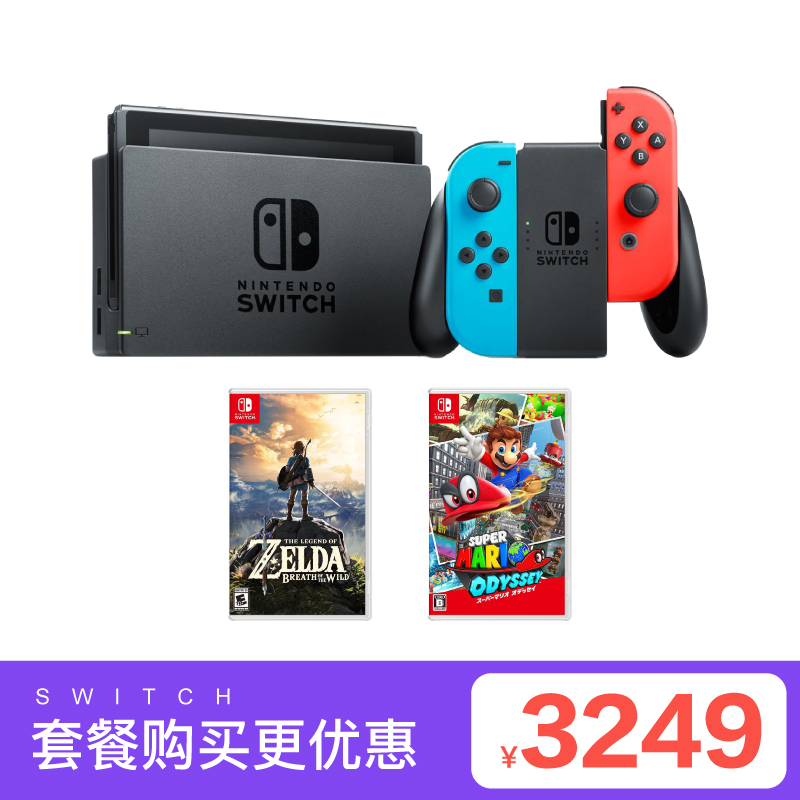 NINTENDO
SWITCH
X
Y
A
B
NINTENDO
SWITCH
NINTENDO
SWITCH
THE LEGEND OF
ZELDA
BREATH OF THE WILD
NINTENDO
SWITCH
SUPER
MARIO
ODYSSEY
スーパーマリオ オデッセイ
B
SWITCH
套餐购买更优惠
¥3249